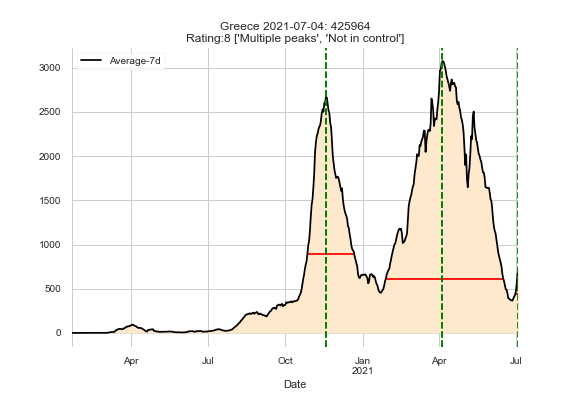 Greece 2021-07-04: 425964
Rating:8 ['Multiple peaks', 'Not in control']
Average-7d
3000
2500
2000
1500
1000
500
0
Apr
Jul
Oct
Jan
2021
Apr
Jul
Date